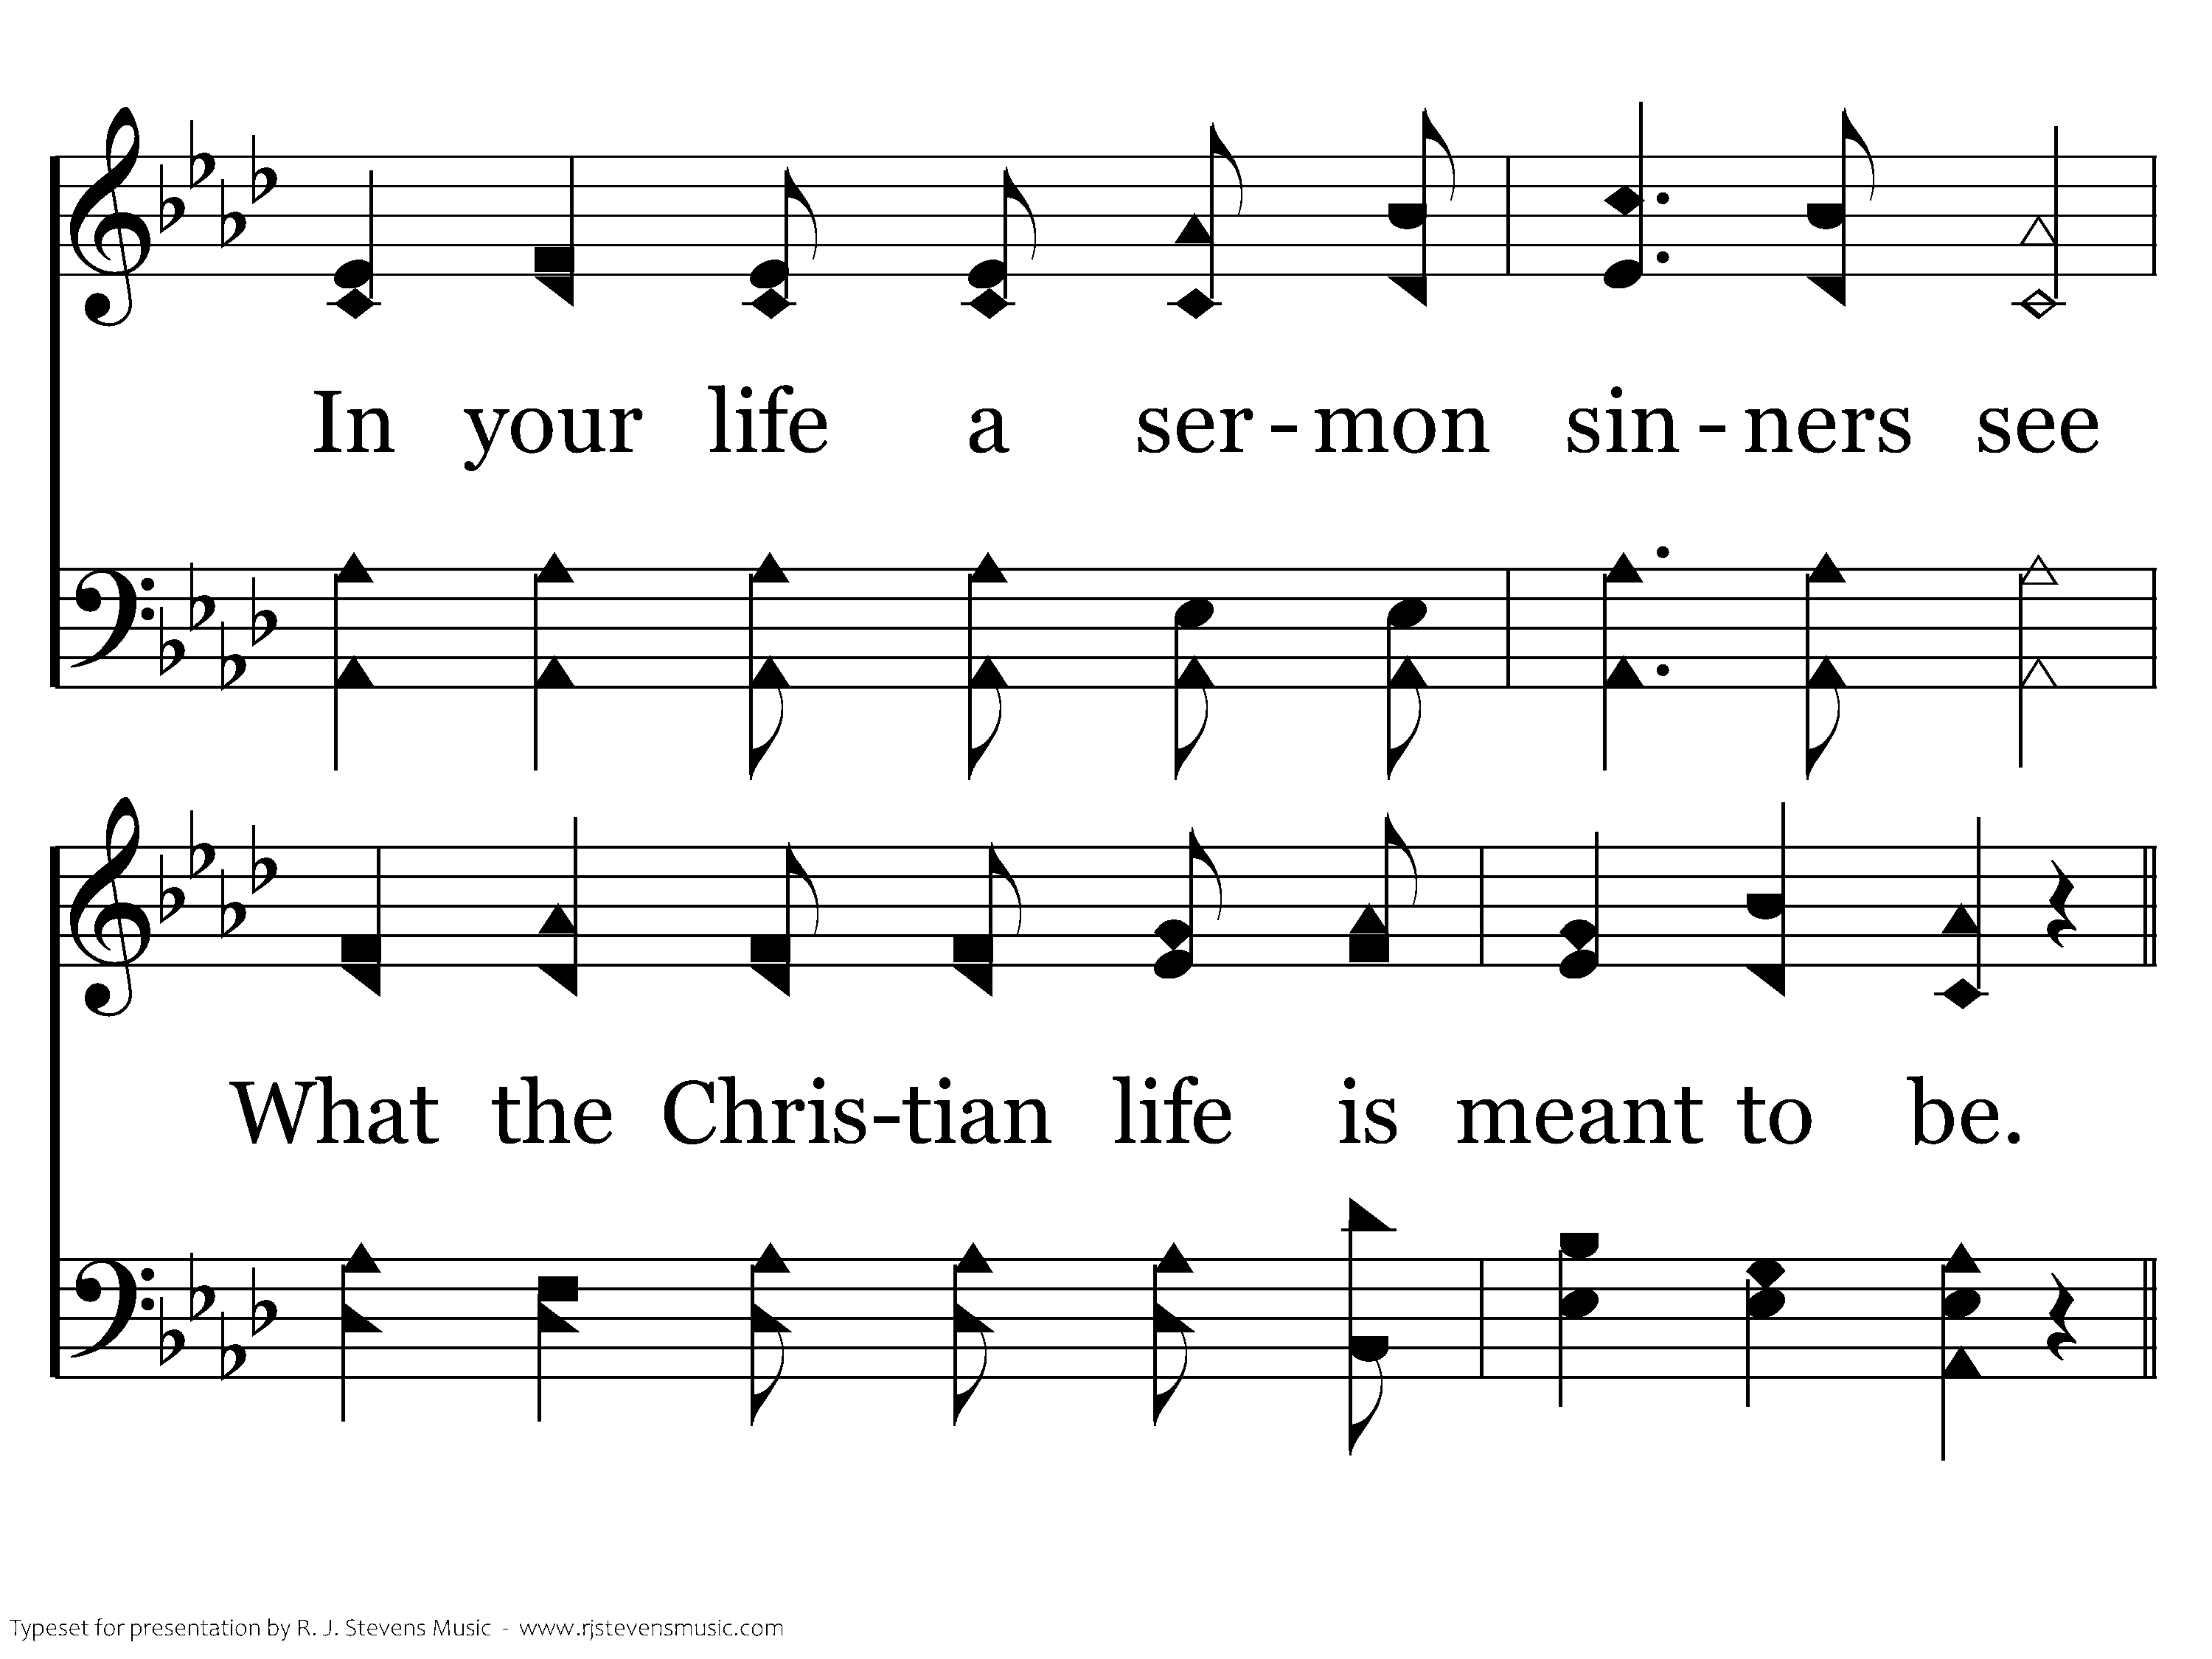 In your life a ser - mon sin - ners see
What the Chris-tian life is meant to be.
Typeset for presentation by R. J. Stevens Music - www.rjstevensmusic.com